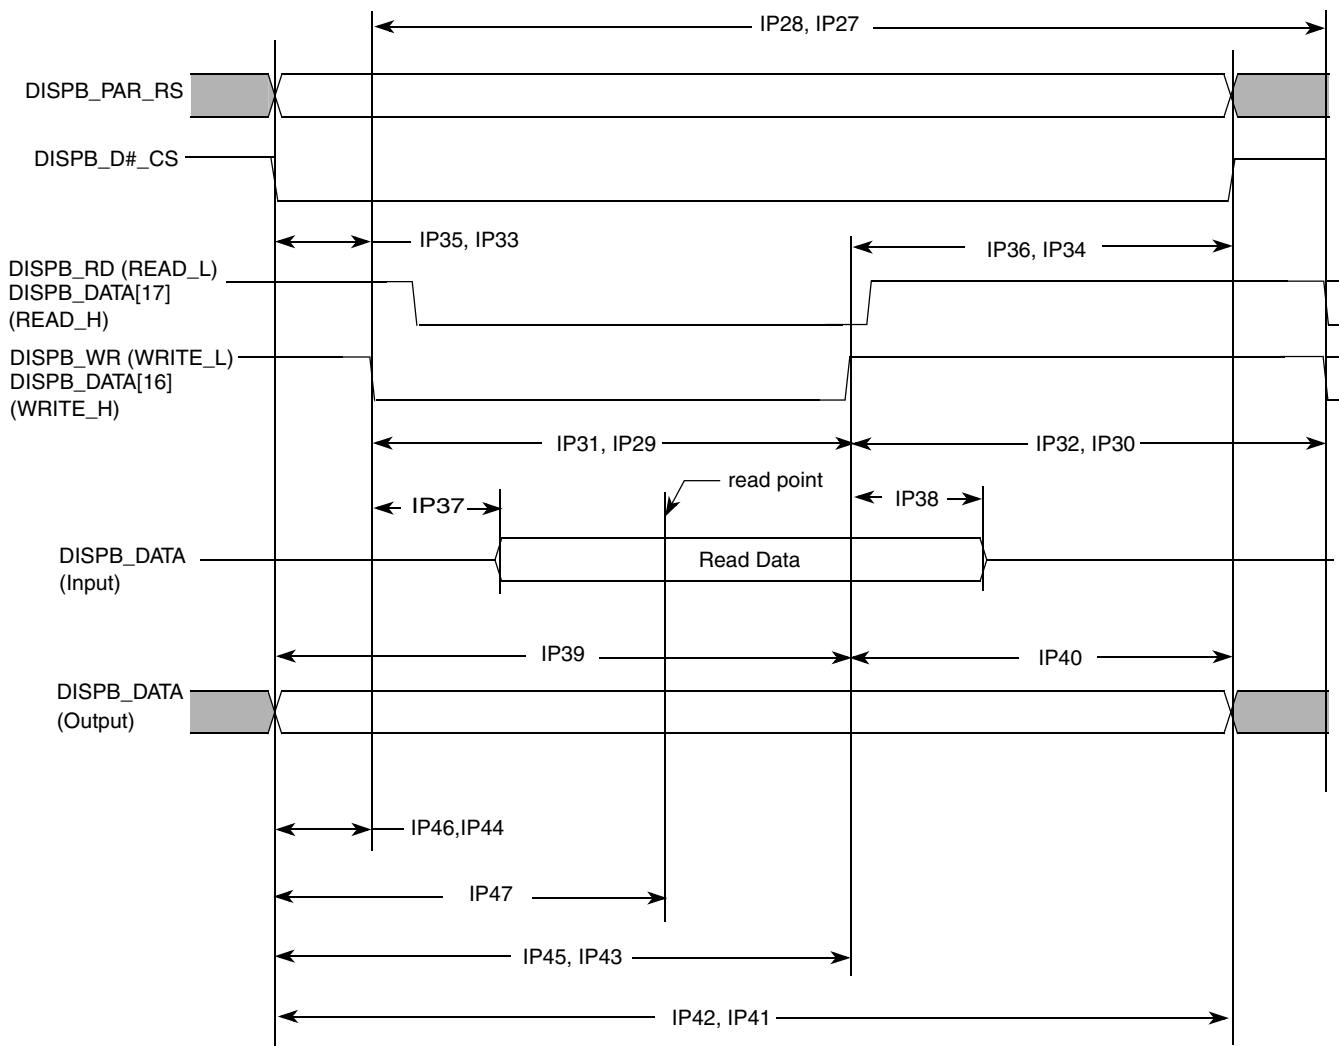 IP28, IP27
DISPB_PAR_RS
DISPB_D#_CS
IP35, IP33
IP36, IP34
DISPB_RD (READ_L)
DISPB_DATA[17]
(READ_H)
DISPB_WR (WRITE_L)
DISPB_DATA[16]
(WRITE_H)
IP31, IP29
IP32, IP30
read point
IP37
IP38
DISPB_DATA
(Input)
Read Data
IP39
IP40
DISPB_DATA
(Output)
IP46,IP44
IP47
IP45, IP43
IP42, IP41